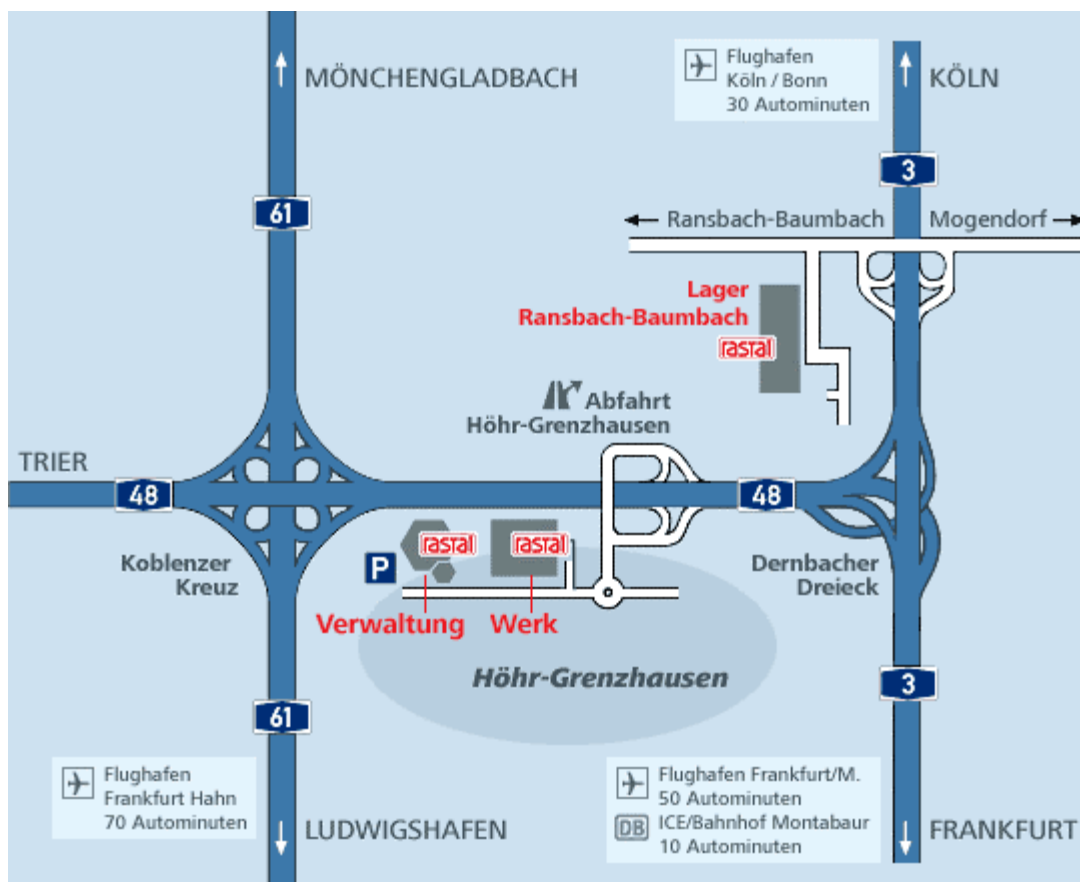 MÖNCHENGLADBACH
Flughafen
Köln / Bonn
30 Autominuten
KÖLN
3
61
Ransbach-Baumbach
Mogendorf
Lager
Ransbach-Baumbach
rastal
Abfahrt
Höhr-Grenzhausen
TRIER
48
48
Koblenzer
Kreuz
P
rastal
rastal
Dernbacher
Dreieck
Verwaltung
Werk
Höhr-Grenzhausen
3
61
Flughafen
Frankfurt Hahn
70 Autominuten
LUDWIGSHAFEN
Flughafen Frankfurt/M.
50 Autominuten
DB ICE/Bahnhof Montabaur
10 Autominuten
FRANKFURT